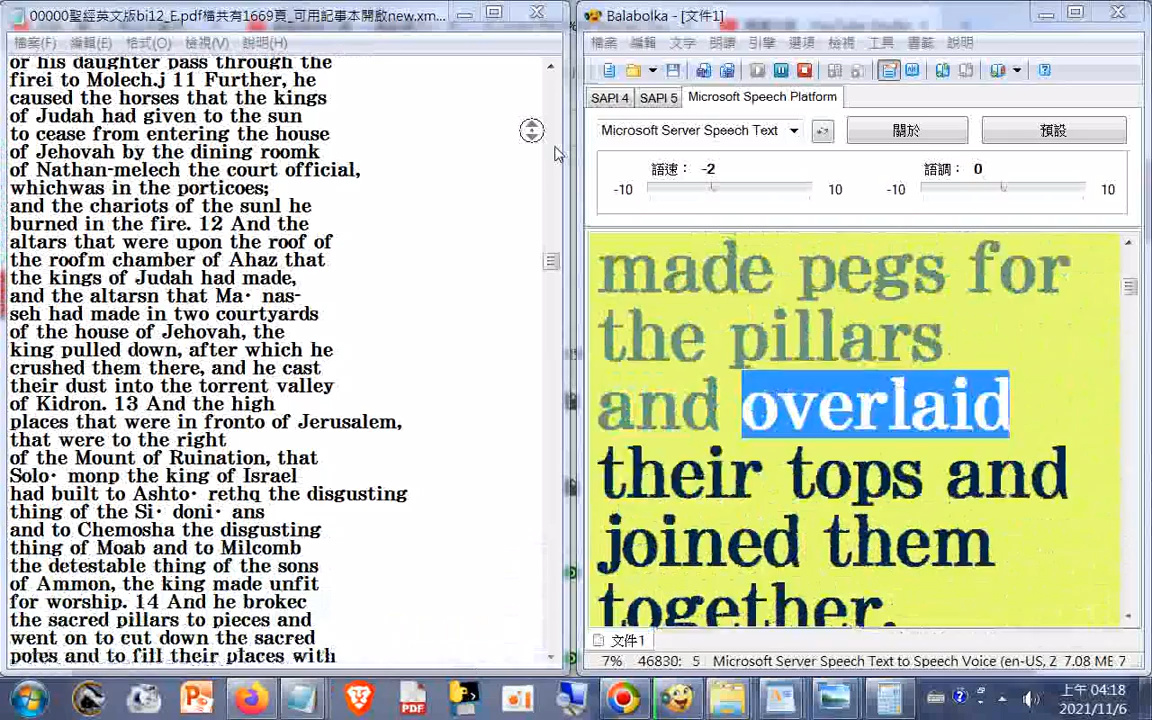 00000聖經英文版bi12_E.pdf檔共有1669頁_可用記事本開啟new.xm...
檔案(F) 編輯(E) 格式(O) 檢視(V) 說明(H)
or his daughter pass through the
firei to Molech.j 11 Further, he
caused the horses that the kings
of Judah had given to the sun
to cease from entering the house
of Jehovah by the dining roomk
of Nathan-melech the court official,
whichwas in the porticoes;
and the chariots of the sunl he
burned in the fire. 12 And the
altars that were upon the roof of
the roofm chamber of Ahaz that
the kings of Judah had made,
and the altarsn that Ma· nas-
seh had made in two courtyards
of the house of Jehovah, the
king pulled down, after which he
crushed them there, and he cast
their dust into the torrent valley
of Kidron. 13 And the high
places that were in fronto of Jerusalem,
that were to the right
of the Mount of Ruination, that
Solo· monp the king of Israel
had built to Ashto· rethq the disgusting
thing of the Si· doni· ans
and to Chemosha the disgusting
thing of Moab and to Milcomb
the detestable thing of the sons
of Ammon, the king made unfit
for worship. 14 And he brokec
the sacred pillars to pieces and
went on to cut down the sacred
poles and to fill their places with
Balabolka - [文件1]
檔案 編輯 文字 朗讀 引擎 選項 檢視 工具 書籤 說明
SAPI 4 SAPI 5 Microsoft Speech Platform
Microsoft Server Speech Text 關於 預設
語速： -2 語調： 0
-10 10 -10 10
made pegs for
the pillars
and overlaid
their tops and
joined them
together.
文件1
7% 46830: 5 Microsoft Server Speech Text to Speech Voice (en-US, Z 7.08 ME 7
PDF
上午 04:18
2021/11/6